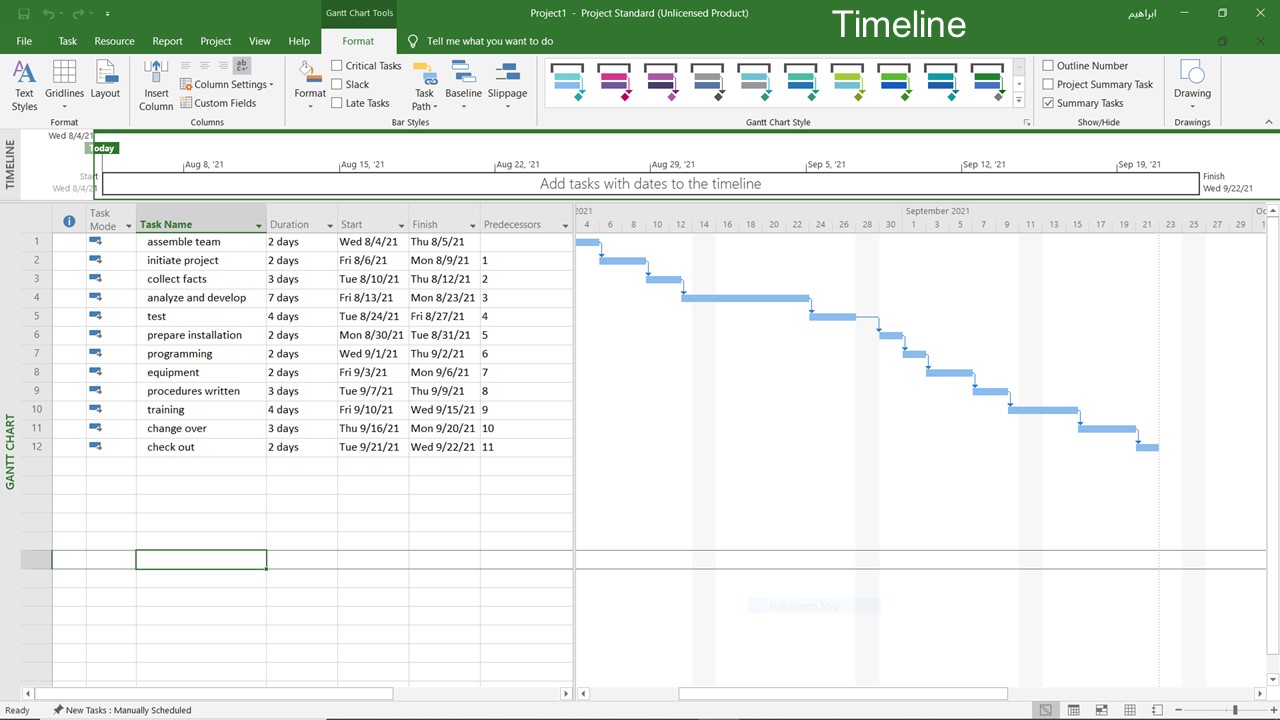 Gantt Chart Tools
Project1 - Project Standard (Unlicensed Product)
Timeline
ابراهيم
File Task Resource Report Project View Help Format Tell me what you want to do
Text Styles
Gridlines
Layout
Format
Insert Column
Column Settings
Custom Fields
Columns
Format
Critical Tasks
Slack
Late Tasks
Task Path
Baseline
Slippage
Bar Styles
Gantt Chart Style
Outline Number
Project Summary Task
Summary Tasks
Show/Hide
Drawing
Drawings
TIMELINE
Wed 8/4/21
Today
Aug 8, '21 Aug 15, '21 Aug 22, '21 Aug 29, '21 Sep 5, '21 Sep 12, '21 Sep 19, '21
Start
Wed 8/4/21
Add tasks with dates to the timeline
Finish
Wed 9/22/21
GANTT CHART
Task Mode Task Name Duration Start Finish Predecessors
2021 September 2021 Oc
4 6 8 10 12 14 16 18 20 22 24 26 28 30 1 3 5 7 9 11 13 15 17 19 21 23 25 27 29 1
1 assemble team 2 days Wed 8/4/21 Thu 8/5/21
2 initiate project 2 days Fri 8/6/21 Mon 8/9/21 1
3 collect facts 3 days Tue 8/10/21 Thu 8/12/21 2
4 analyze and develop 7 days Fri 8/13/21 Mon 8/23/21 3
5 test 4 days Tue 8/24/21 Fri 8/27/21 4
6 prepare installation 2 days Mon 8/30/21 Tue 8/31/21 5
7 programming 2 days Wed 9/1/21 Thu 9/2/21 6
8 equipment 2 days Fri 9/3/21 Mon 9/6/21 7
9 procedures written 3 days Tue 9/7/21 Thu 9/9/21 8
10 training 4 days Fri 9/10/21 Wed 9/15/21 9
11 change over 3 days Thu 9/16/21 Mon 9/20/21 10
12 check out 2 days Tue 9/21/21 Wed 9/22/21 11
Full-screen Snip
Ready New Tasks : Manually Scheduled